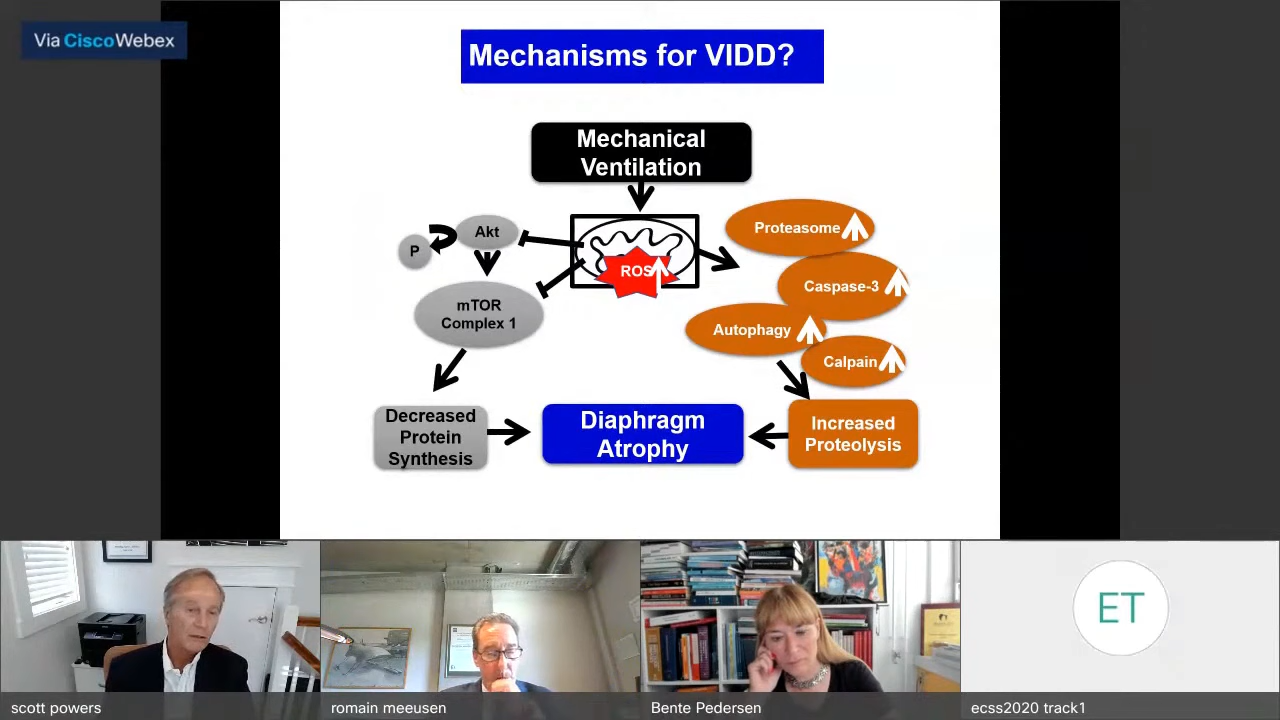 Via Cisco Webex
Mechanisms for VIDD?
Mechanical
Ventilation
P
Akt
mTOR
Complex 1
ROS
Proteasome
Caspase-3
Autophagy
Calpain
Decreased
Protein
Synthesis
Diaphragm
Atrophy
Increased
Proteolysis
ET
scott powers
romain meeusen
Bente Pedersen
ecss2020 track1